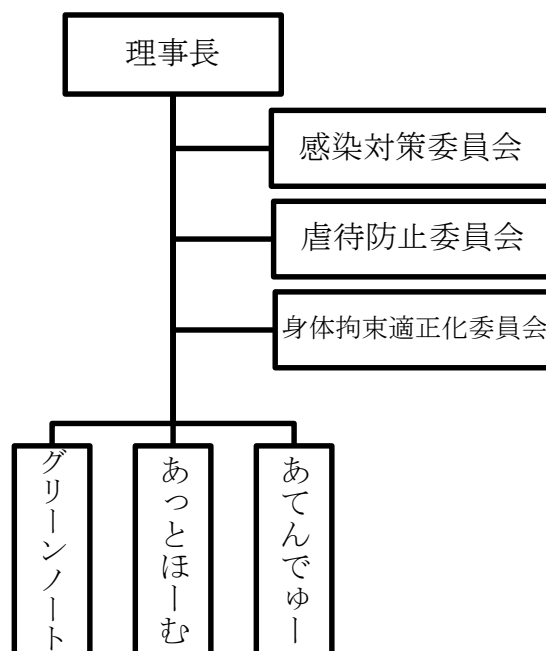 理事長
感染対策委員会
虐待防止委員会
身体拘束適正化委員会
グリーンノート
あっとほーむ
あてんでゅー